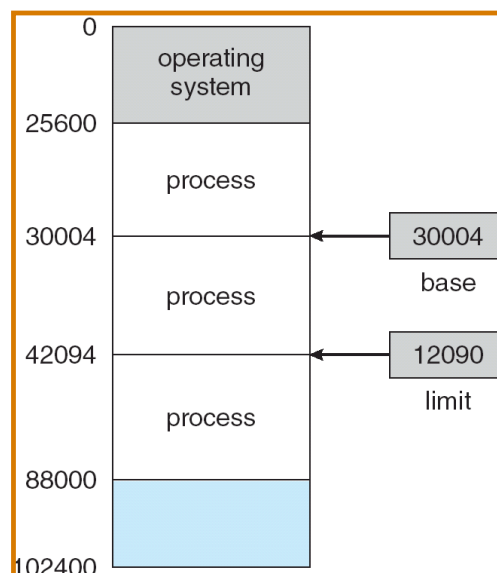 0
operating
system
25600
process
30004
30004
base
process
42094
12090
limit
process
88000
102400